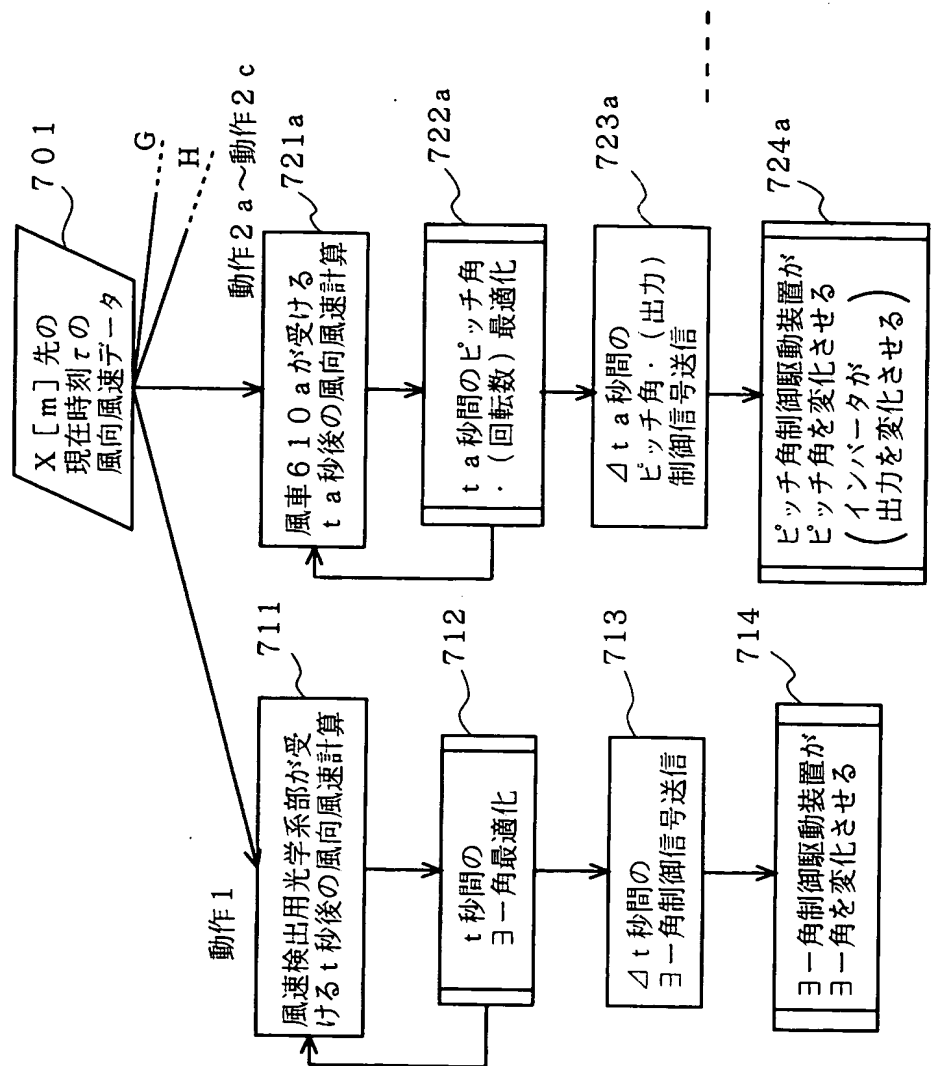 701
X [m] 先の
現在時刻τの
風向風速データ
G
H
動作1
711
風速検出用光学系部が受
けるt秒後の風向風速計算
712
t秒間の
ヨー角最適化
713
Δt秒間の
ヨー角制御信号送信
714
ヨー角制御駆動装置が
ヨー角を変化させる
動作2a～動作2c
721a
風車610aが受ける
ta秒後の風向風速計算
722a
ta秒間のピッチ角
・(回転数)最適化
723a
Δta秒間の
ピッチ角・(出力)
制御信号送信
724a
ピッチ角制御駆動装置が
ピッチ角を変化させる
(インバータが
出力を変化させる)